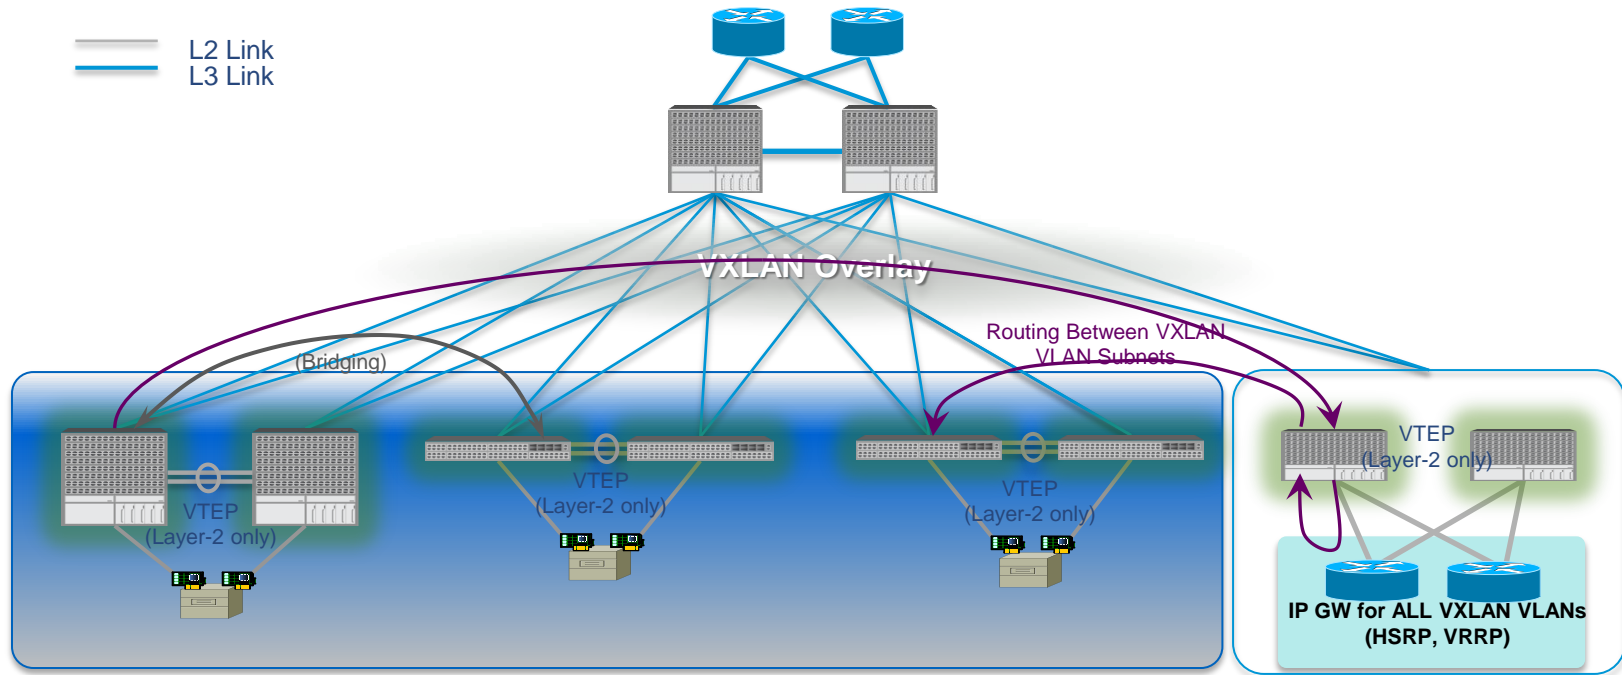 L2 Link
L3 Link
VXLAN Overlay
Routing Between VXLAN
VLAN Subnets
(Bridging)
VTEP
(Layer-2 only)
VTEP
(Layer-2 only)
VTEP
(Layer-2 only)
VTEP
(Layer-2 only)
IP GW for ALL VXLAN VLANs
(HSRP, VRRP)